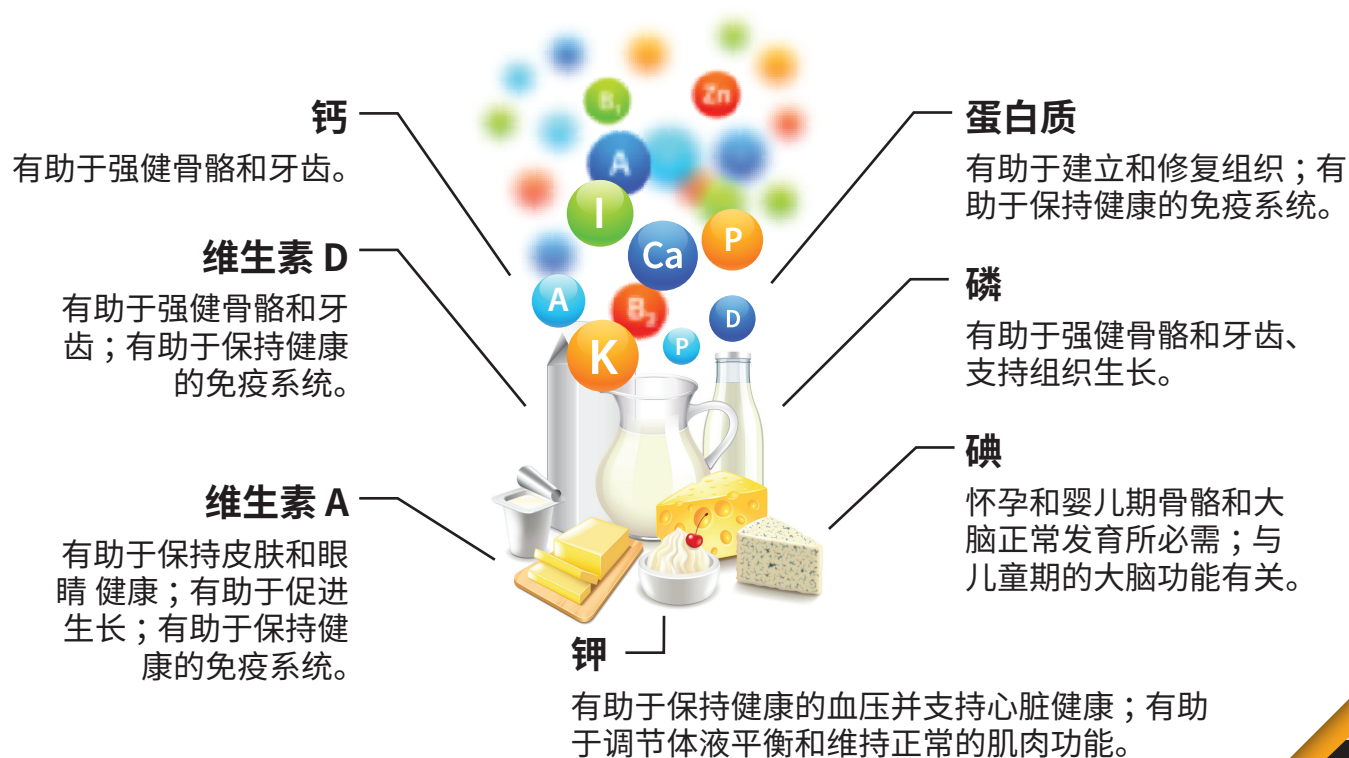 钙
有助于强健骨骼和牙齿。
维生素 D
有助于强健骨骼和牙
齿；有助于保持健康
的免疫系统。
维生素 A
有助于保持皮肤和眼
睛 健康；有助于促进
生长；有助于保持健
康的免疫系统。
B₁
Zn
A
I
Ca
P
A
B₂
D
P
K
蛋白质
有助于建立和修复组织；有
助于保持健康的免疫系统。
磷
有助于强健骨骼和牙齿、
支持组织生长。
碘
怀孕和婴儿期骨骼和大
脑正常发育所必需；与
儿童期的大脑功能有关。
钾
有助于保持健康的血压并支持心脏健康；有助
于调节体液平衡和维持正常的肌肉功能。